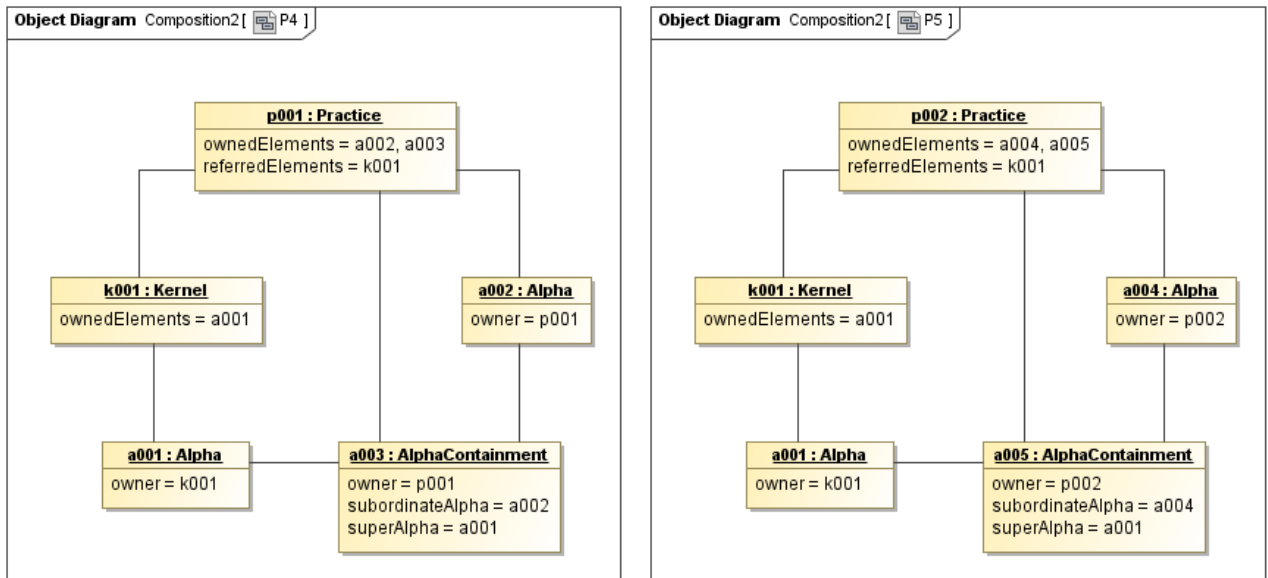 Object Diagram Composition2[ P4 ]
p001 : Practice
ownedElements = a002, a003
referredElements = k001
k001 : Kernel
ownedElements = a001
a002 : Alpha
owner = p001
a001 : Alpha
owner = k001
a003 : AlphaContainment
owner = p001
subordinateAlpha = a002
superAlpha = a001
Object Diagram Composition2[ P5 ]
p002 : Practice
ownedElements = a004, a005
referredElements = k001
k001 : Kernel
ownedElements = a001
a004 : Alpha
owner = p002
a001 : Alpha
owner = k001
a005 : AlphaContainment
owner = p002
subordinateAlpha = a004
superAlpha = a001